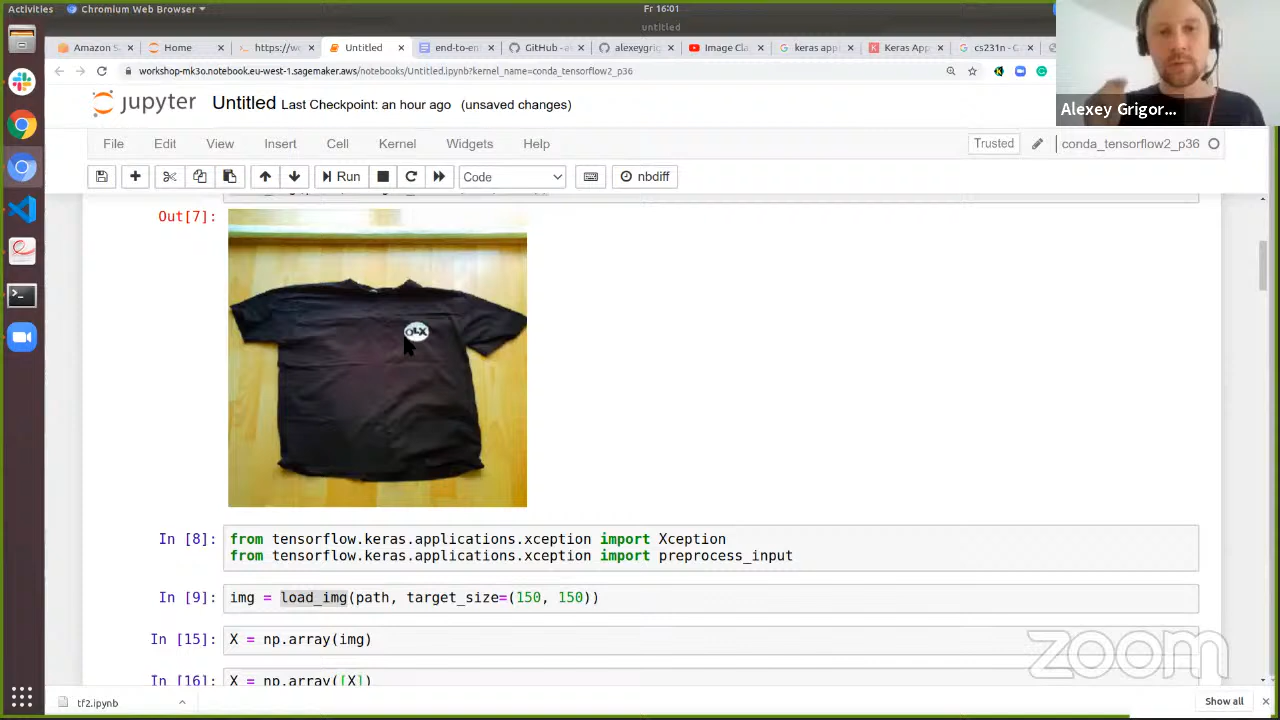 Activities Chromium Web Browser Fr 16:01
untitled
Amazon S Home https://w Untitled end-to-en GitHub - a alexeygri Image Cla keras app Keras App cs231n - G
workshop-mk3o.notebook.eu-west-1.sagemaker.aws/notebooks/Untitled.ipynb?kernel_name=conda_tensorflow2_p36
jupyter Untitled Last Checkpoint: an hour ago (unsaved changes)
Alexey Grigor...
File Edit View Insert Cell Kernel Widgets Help Trusted conda_tensorflow2_p36
Run Code nbdiff
Out[7]:
OLX
In [8]: from tensorflow.keras.applications.xception import Xception
from tensorflow.keras.applications.xception import preprocess_input
In [9]: img = load_img(path, target_size=(150, 150))
In [15]: X = np.array(img)
In [16]: X = np.array([X])
zoom
tf2.ipynb Show all